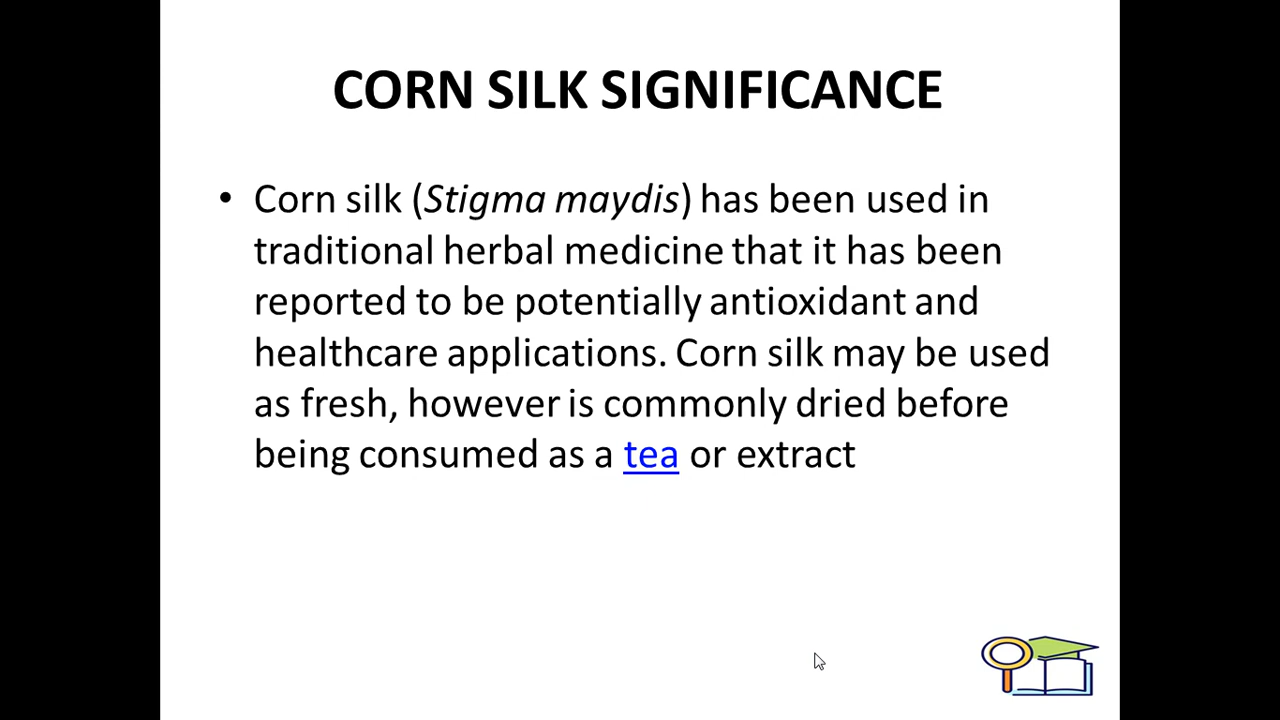 CORN SILK SIGNIFICANCE
• Corn silk (Stigma maydis) has been used in
traditional herbal medicine that it has been
reported to be potentially antioxidant and
healthcare applications. Corn silk may be used
as fresh, however is commonly dried before
being consumed as a tea or extract